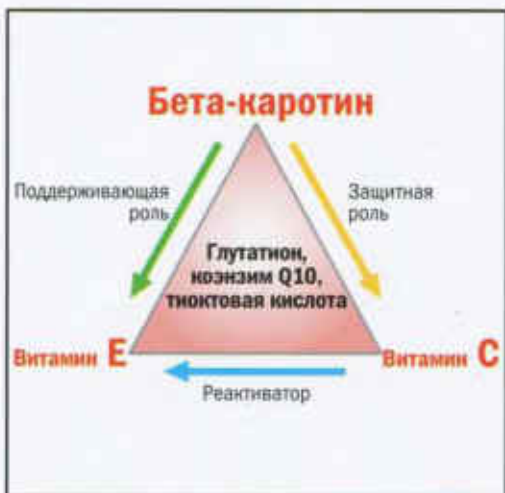 Бета-каротин
Поддерживающая
роль
Защитная
роль
Глутатион,
коэнзим Q10,
тиоктовая кислота
Витамин Е
Витамин С
Реактиватор